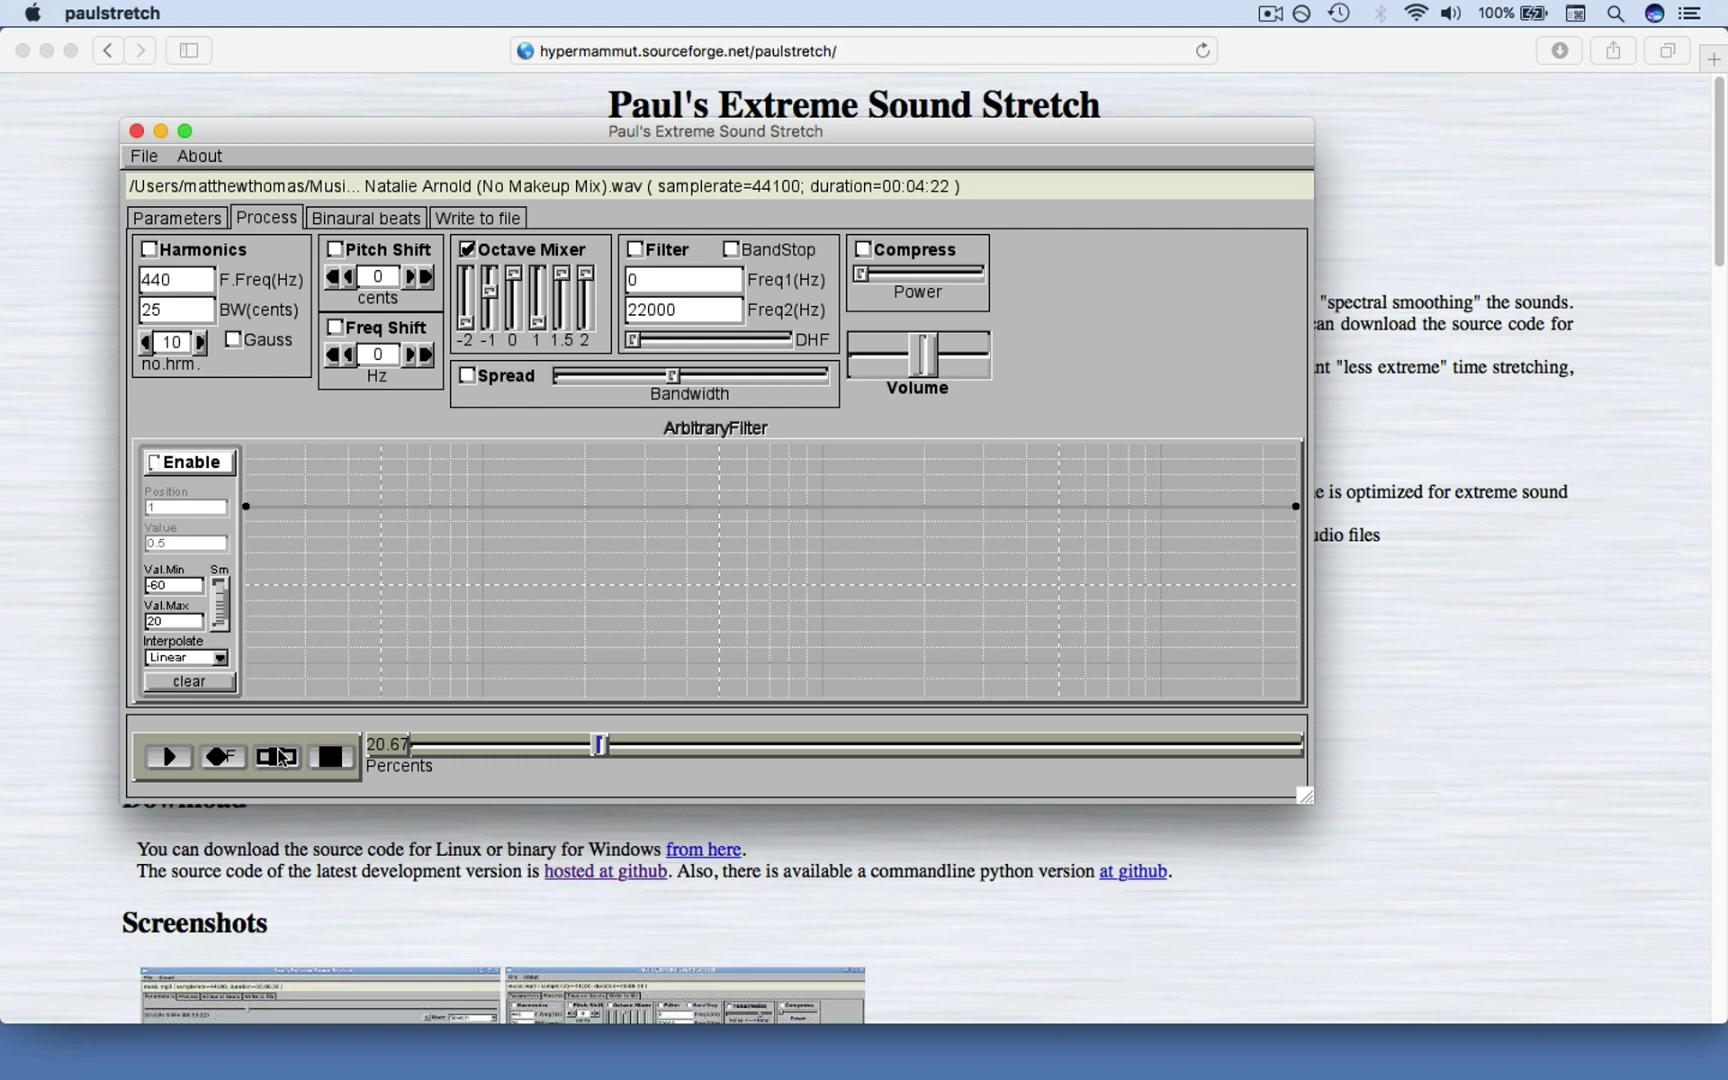 paulstretch
100%
hypermammut.sourceforge.net/paulstretch/
Paul's Extreme Sound Stretch
Paul's Extreme Sound Stretch
File About
/Users/matthewthomas/Musi... Natalie Arnold (No Makeup Mix).wav ( samplerate=44100; duration=00:04:22 )
Parameters Process Binaural beats Write to file
Harmonics
440 F.Freq(Hz)
25 BW(cents)
10 Gauss
no.hrm.
Pitch Shift
0
cents
Freq Shift
0
Hz
Octave Mixer
-2 -1 0 1 1.5 2
Spread
Bandwidth
Filter BandStop
0 Freq1(Hz)
22000 Freq2(Hz)
DHF
Compress
Power
Volume
"spectral smoothing" the sounds.
an download the source code for
nt "less extreme" time stretching,
e is optimized for extreme sound
udio files
ArbitraryFilter
Enable
Position
1
Value
0.5
Val.Min Sm
-60
Val.Max
20
Interpolate
Linear
clear
F
20.67
Percents
Download
You can download the source code for Linux or binary for Windows from here.
The source code of the latest development version is hosted at github. Also, there is available a commandline python version at github.
Screenshots